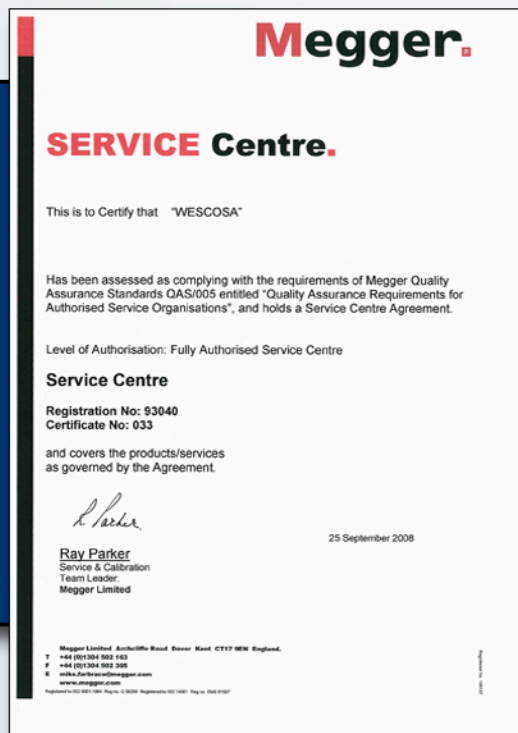 Megger.
SERVICE Centre.
This is to Certify that "WESCOSA"
Has been assessed as complying with the requirements of Megger Quality
Assurance Standards QAS/005 entitled "Quality Assurance Requirements for
Authorised Service Organisations", and holds a Service Centre Agreement.
Level of Authorisation: Fully Authorised Service Centre
Service Centre
Registration No: 93040
Certificate No: 033
and covers the products/services
as governed by the Agreement.
R. Parker
25 September 2008
Ray Parker
Service & Calibration
Team Leader.
Megger Limited
Megger Limited Archcliffe Road Dover Kent CT17 9EN England.
T +44 (0)1304 502 163
F +44 (0)1304 502 395
E mike.farbrace@megger.com
www.megger.com